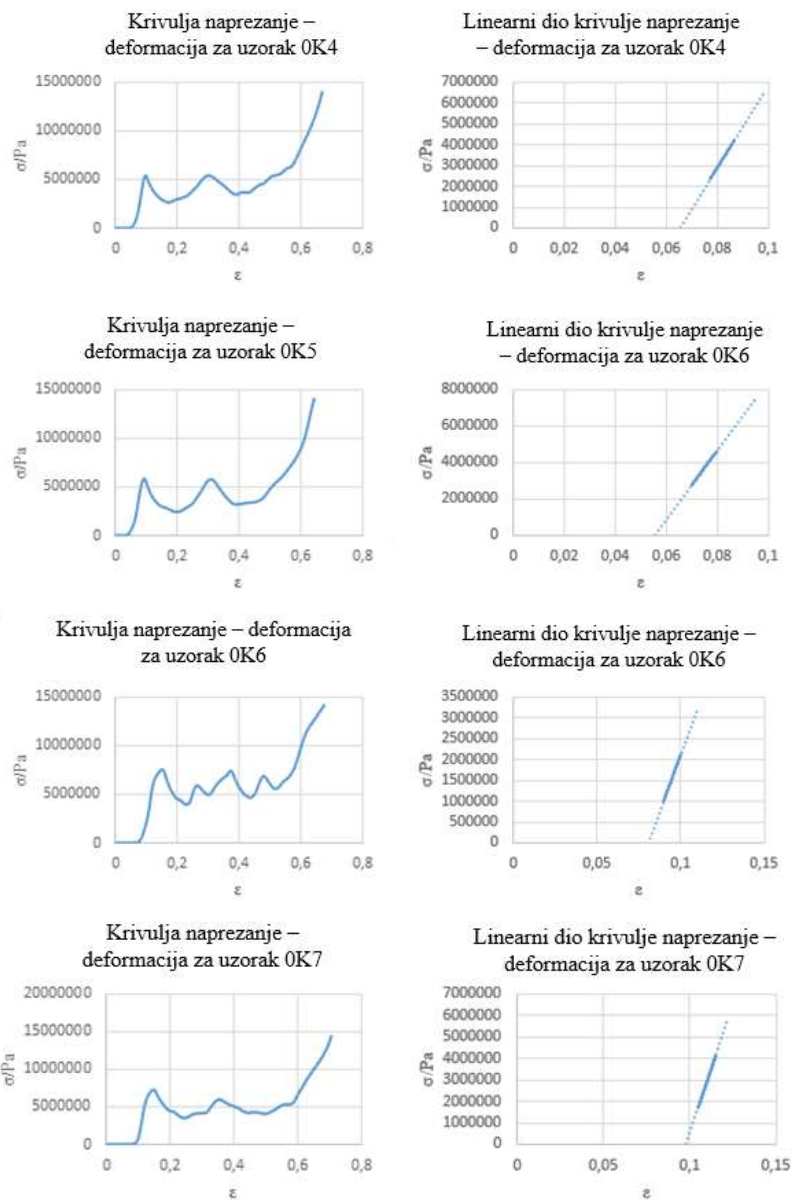 Krivulja naprezanje –
deformacija za uzorak 0K4
15000000
10000000
5000000
0
σ/Pa
0
0,2
0,4
0,6
0,8
ε
Linearni dio krivulje naprezanje
– deformacija za uzorak 0K4
7000000
6000000
5000000
4000000
3000000
2000000
1000000
0
σ/Pa
0
0,02
0,04
0,06
0,08
0,1
ε
Krivulja naprezanje –
deformacija za uzorak 0K5
15000000
10000000
5000000
0
σ/Pa
0
0,2
0,4
0,6
0,8
ε
Linearni dio krivulje naprezanje
– deformacija za uzorak 0K6
8000000
6000000
4000000
2000000
0
σ/Pa
0
0,02
0,04
0,06
0,08
0,1
ε
Krivulja naprezanje – deformacija
za uzorak 0K6
15000000
10000000
5000000
0
σ/Pa
0
0,2
0,4
0,6
0,8
ε
Linearni dio krivulje naprezanje –
deformacija za uzorak 0K6
3500000
3000000
2500000
2000000
1500000
1000000
500000
0
σ/Pa
0
0,05
0,1
0,15
ε
Krivulja naprezanje –
deformacija za uzorak 0K7
20000000
15000000
10000000
5000000
0
σ/Pa
0
0,2
0,4
0,6
0,8
ε
Linearni dio krivulje naprezanje –
deformacija za uzorak 0K7
7000000
6000000
5000000
4000000
3000000
2000000
1000000
0
σ/Pa
0
0,05
0,1
0,15
ε